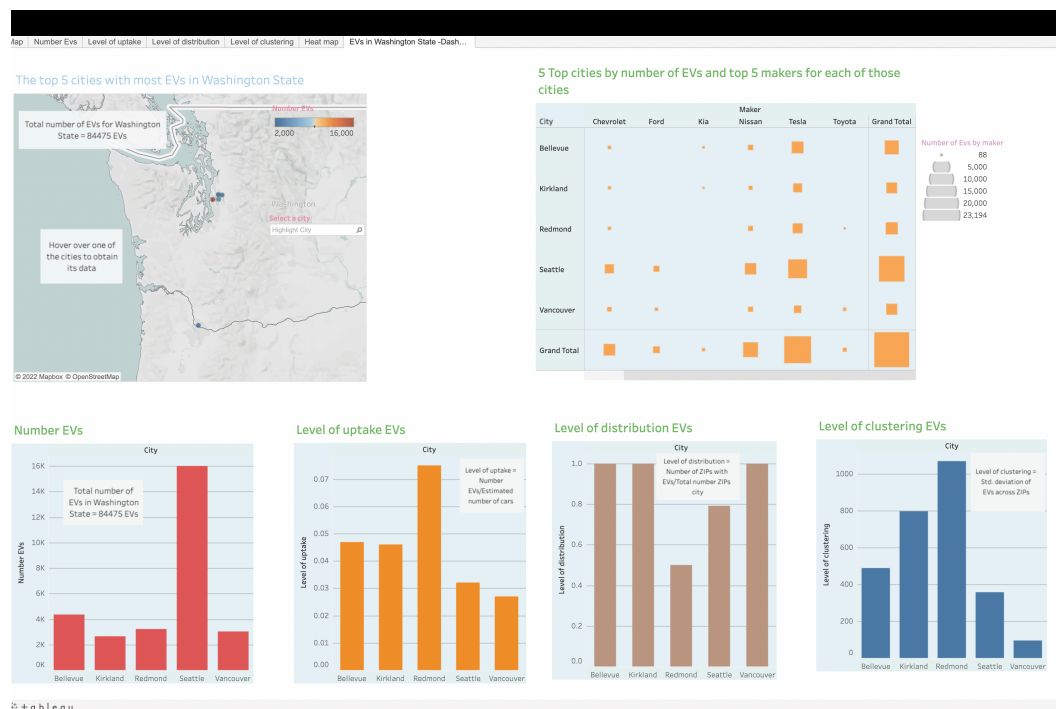 Map
Number Evs
Level of uptake
Level of distribution
Level of clustering
Heat map
EVs in Washington State -Dash...
The top 5 cities with most EVs in Washington State
Total number of EVs for Washington
State = 84475 EVs
Number EVs
2,000
16,000
Washington
Select a city
Highlight City
Hover over one of
the cities to obtain
its data
© 2022 Mapbox © OpenStreetMap
5 Top cities by number of EVs and top 5 makers for each of those
cities
Maker
City Chevrolet Ford Kia Nissan Tesla Toyota Grand Total
Bellevue
Kirkland
Redmond
Seattle
Vancouver
Grand Total
Number of Evs by maker
88
5,000
10,000
15,000
20,000
23,194
Number EVs
City
Total number of
EVs in Washington
State = 84475 EVs
Number EVs
16K
14K
12K
10K
8K
6K
4K
2K
0K
Bellevue Kirkland Redmond Seattle Vancouver
Level of uptake EVs
City
Level of uptake =
Number
EVs/Estimated
number of cars
Level of uptake
0.07
0.06
0.05
0.04
0.03
0.02
0.01
0.00
Bellevue Kirkland Redmond Seattle Vancouver
Level of distribution EVs
City
Level of distribution =
Number of ZIPs with
EVs/Total number ZIPs
city
Level of distribution
1.0
0.8
0.6
0.4
0.2
0.0
Bellevue Kirkland Redmond Seattle Vancouver
Level of clustering EVs
City
Level of clustering =
Std. deviation of
EVs across ZIPs
Level of clustering
1000
800
600
400
200
0
Bellevue Kirkland Redmond Seattle Vancouver
+ a b l e a u